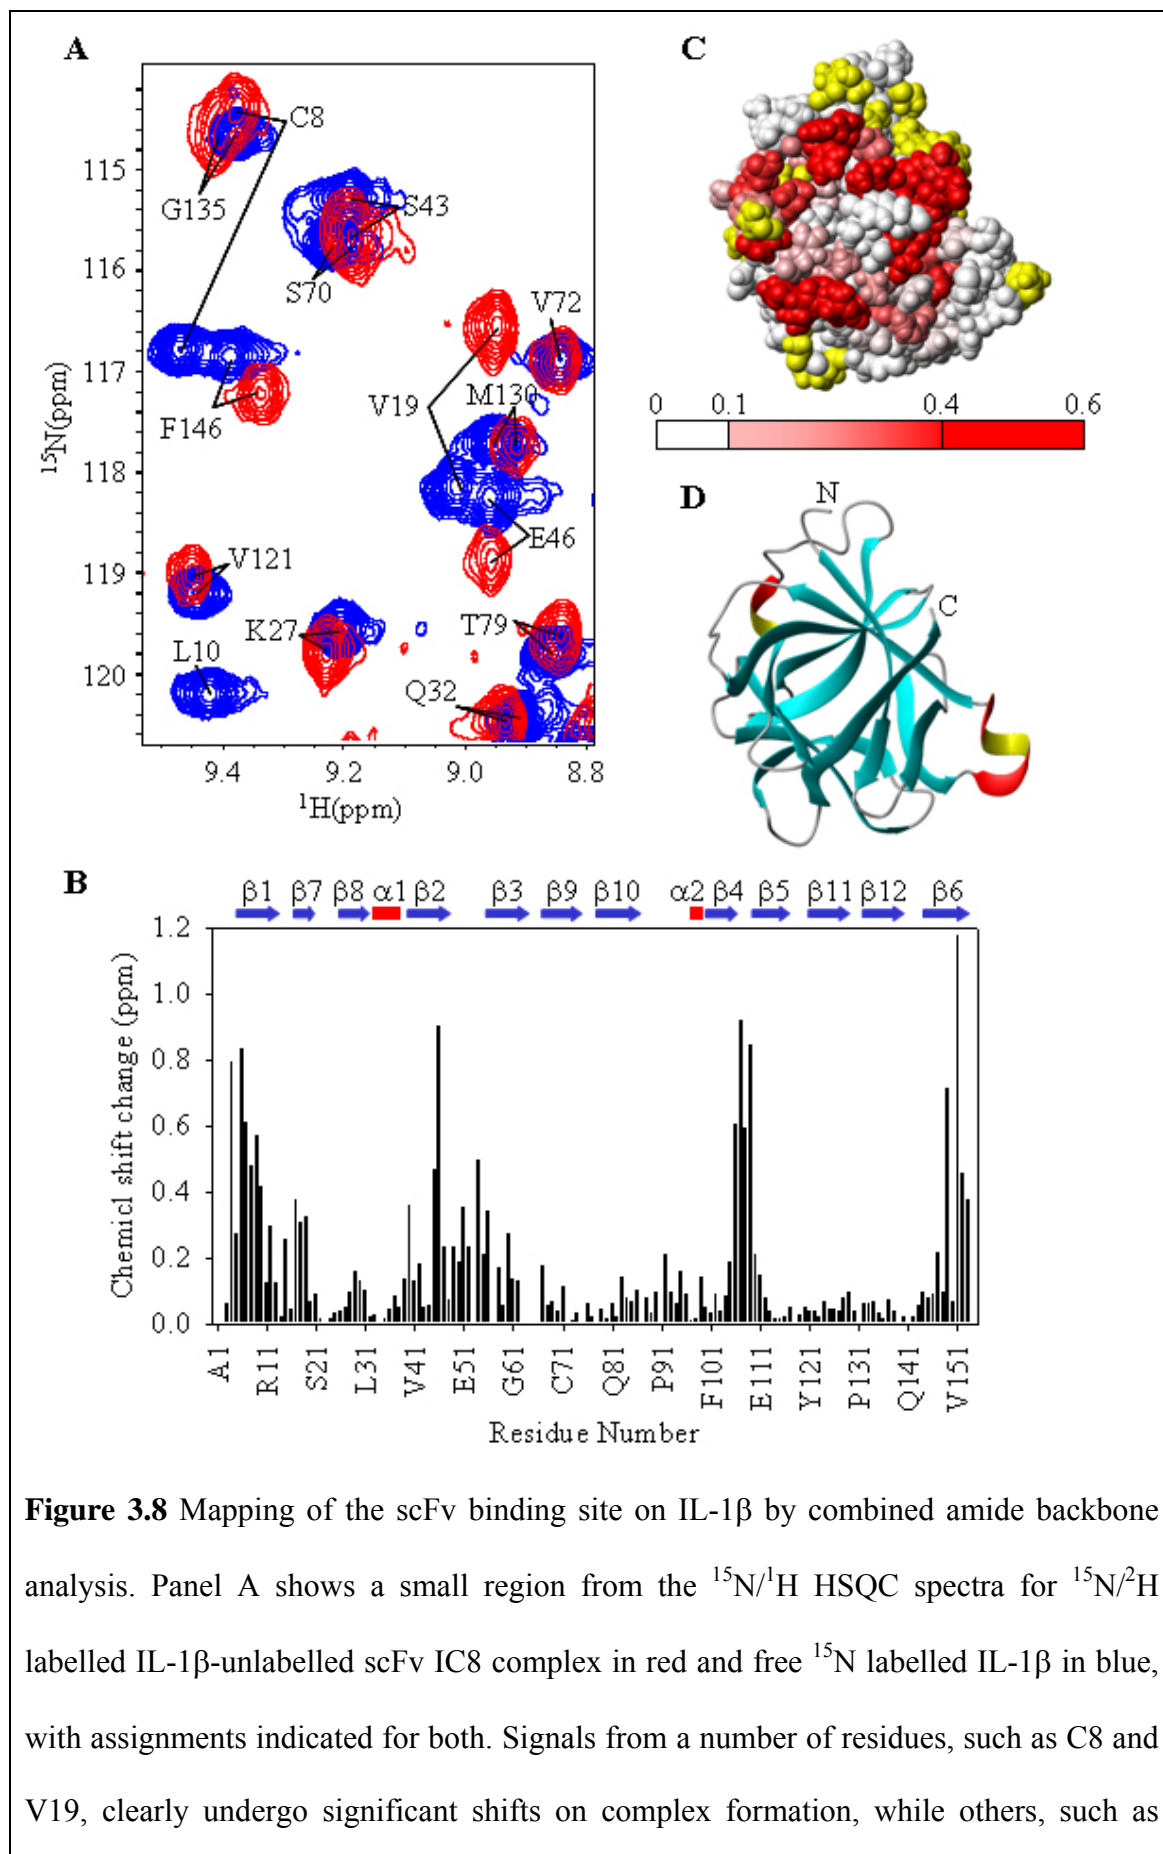 A
C
C8
115
G135
S43
116
S70
V72
117
V19
M130
F146
¹⁵N(ppm)
118
E46
119
V121
K27
T79
L10
120
Q32
9.4 9.2 9.0 8.8
¹H(ppm)
0 0.1 0.4 0.6
D
N
C
B
β1 β7 β8 α1 β2 β3 β9 β10 α2 β4 β5 β11 β12 β6
1.2
1.0
0.8
0.6
0.4
0.2
0.0
Chemicl shift change (ppm)
A1 R11 S21 L31 V41 E51 G61 C71 Q81 P91 F101 E111 Y121 P131 Q141 V151
Residue Number
Figure 3.8 Mapping of the scFv binding site on IL-1β by combined amide backbone
analysis. Panel A shows a small region from the ¹⁵N/¹H HSQC spectra for ¹⁵N/²H
labelled IL-1β-unlabelled scFv IC8 complex in red and free ¹⁵N labelled IL-1β in blue,
with assignments indicated for both. Signals from a number of residues, such as C8 and
V19, clearly undergo significant shifts on complex formation, while others, such as